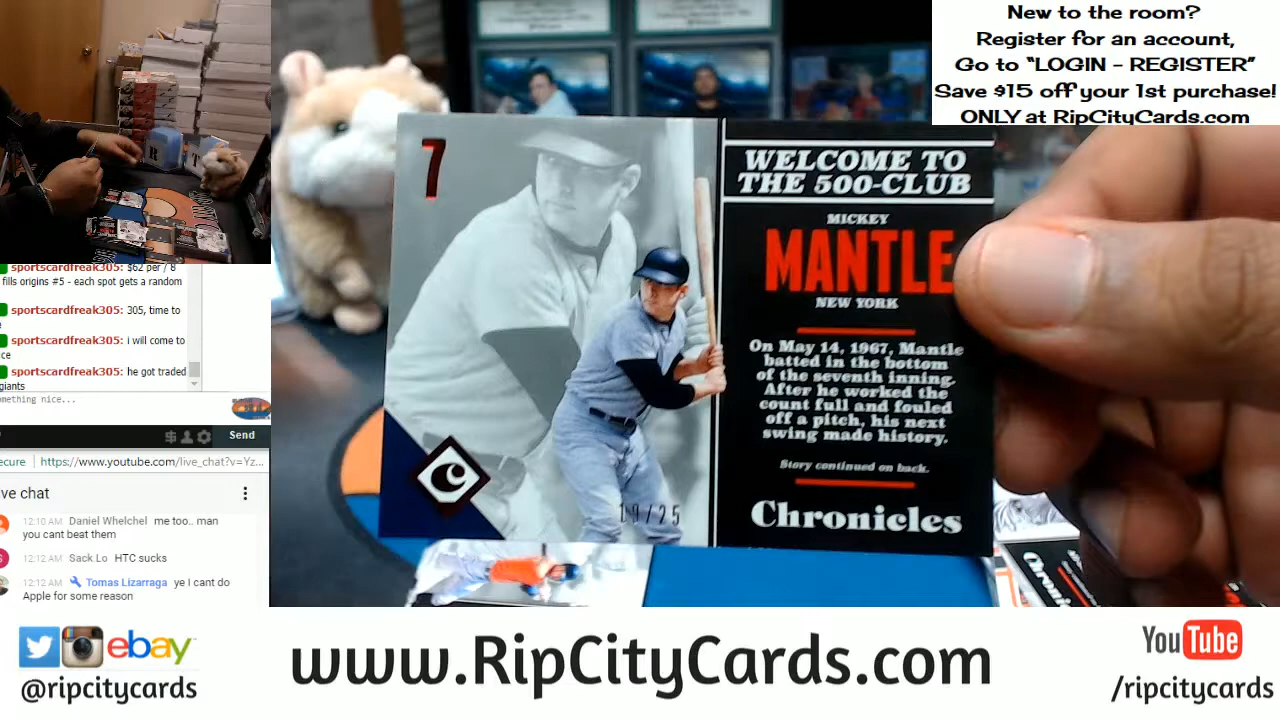 New to the room?
Register for an account,
Go to “LOGIN - REGISTER”
Save $15 off your 1st purchase!
ONLY at RipCityCards.com
7
WELCOME TO
THE 500-CLUB
MICKEY
MANTLE
NEW YORK
On May 14, 1967, Mantle
batted in the bottom
of the seventh inning.
After he worked the
count full and fouled
off a pitch, his next
swing made history.
Story continued on back.
Chronicles
C
19/25
R
T
sportscardfreak305: $62 per / 8
fills origins #5 - each spot gets a random
sportscardfreak305: 305, time to
sportscardfreak305: i will come to
sportscardfreak305: he got traded
giants
omething nice...
Send
ecure
https://www.youtube.com/live_chat?v=Yz...
ve chat
12:10 AM Daniel Whelchel me too.. man
you cant beat them
12:12 AM Sack Lo HTC sucks
12:12 AM Tomas Lizarraga ye I cant do
Apple for some reason
Chronicles
ebay
@ripcitycards
www.RipCityCards.com
YouTube
/ripcitycards